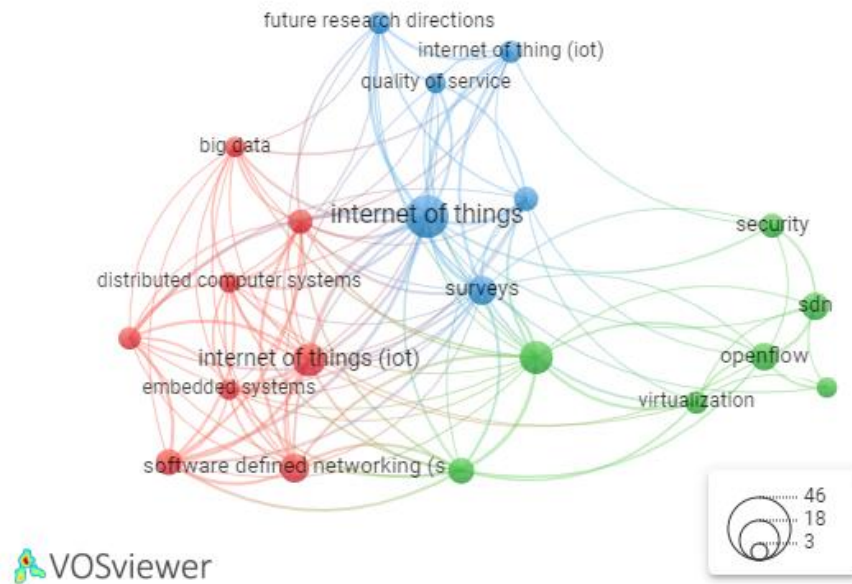 future research directions
internet of thing (iot)
quality of service
big data
internet of things
security
distributed computer systems
surveys
sdn
internet of things (iot)
openflow
embedded systems
virtualization
software defined networking (s
46
18
3
VOSviewer